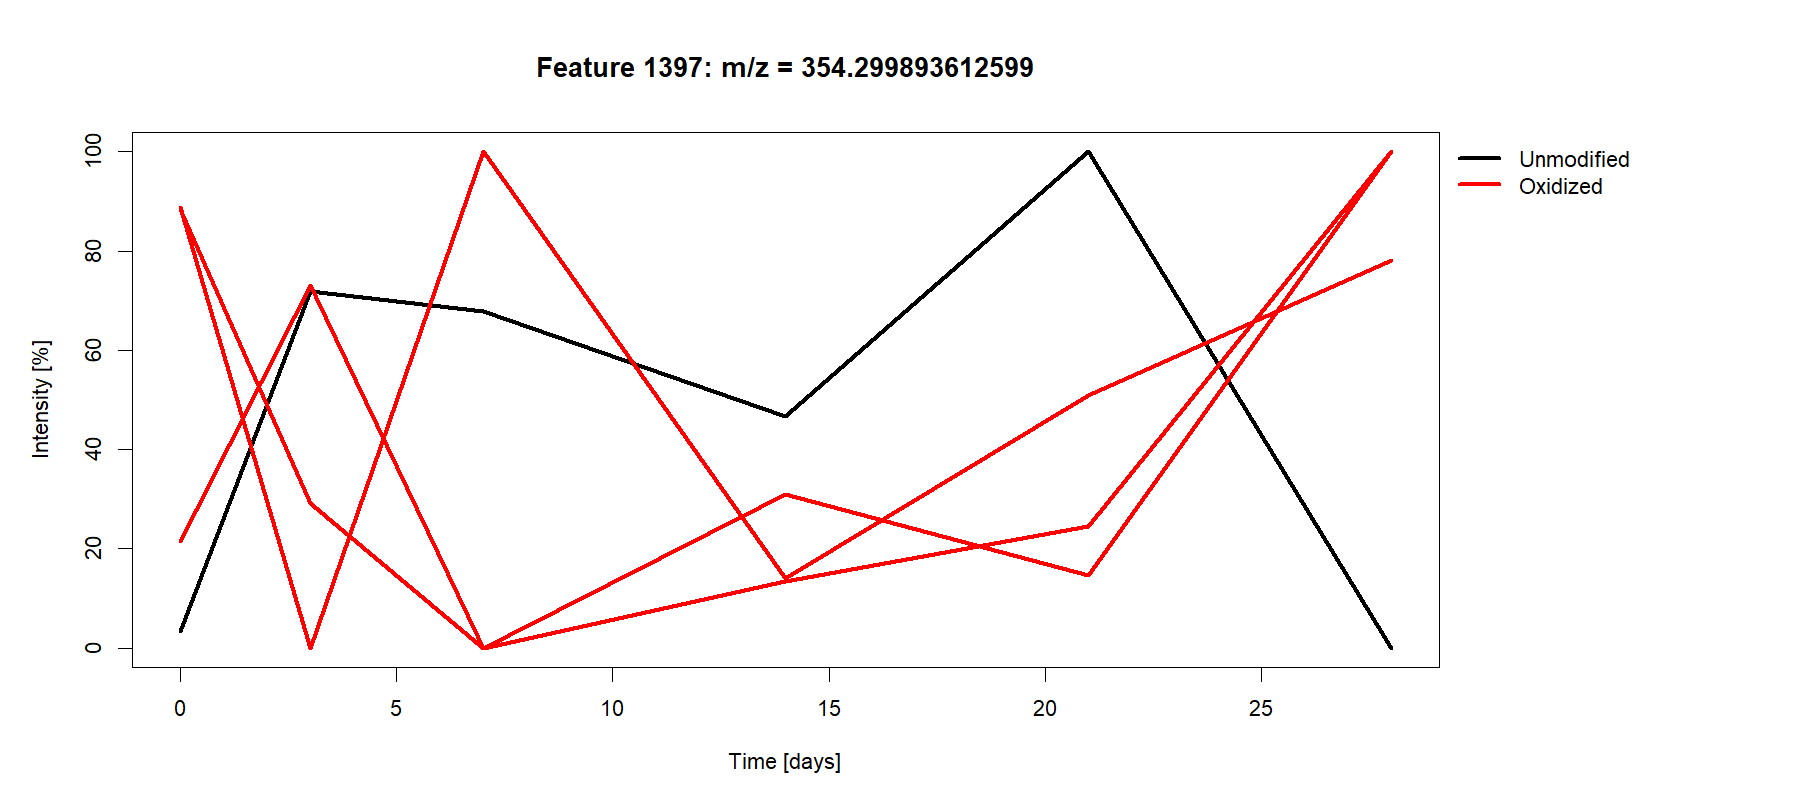 Feature 1397: m/z = 354.299893612599
Unmodified
Oxidized
Intensity [%]
100
80
60
40
20
0
0 5 10 15 20 25
Time [days]